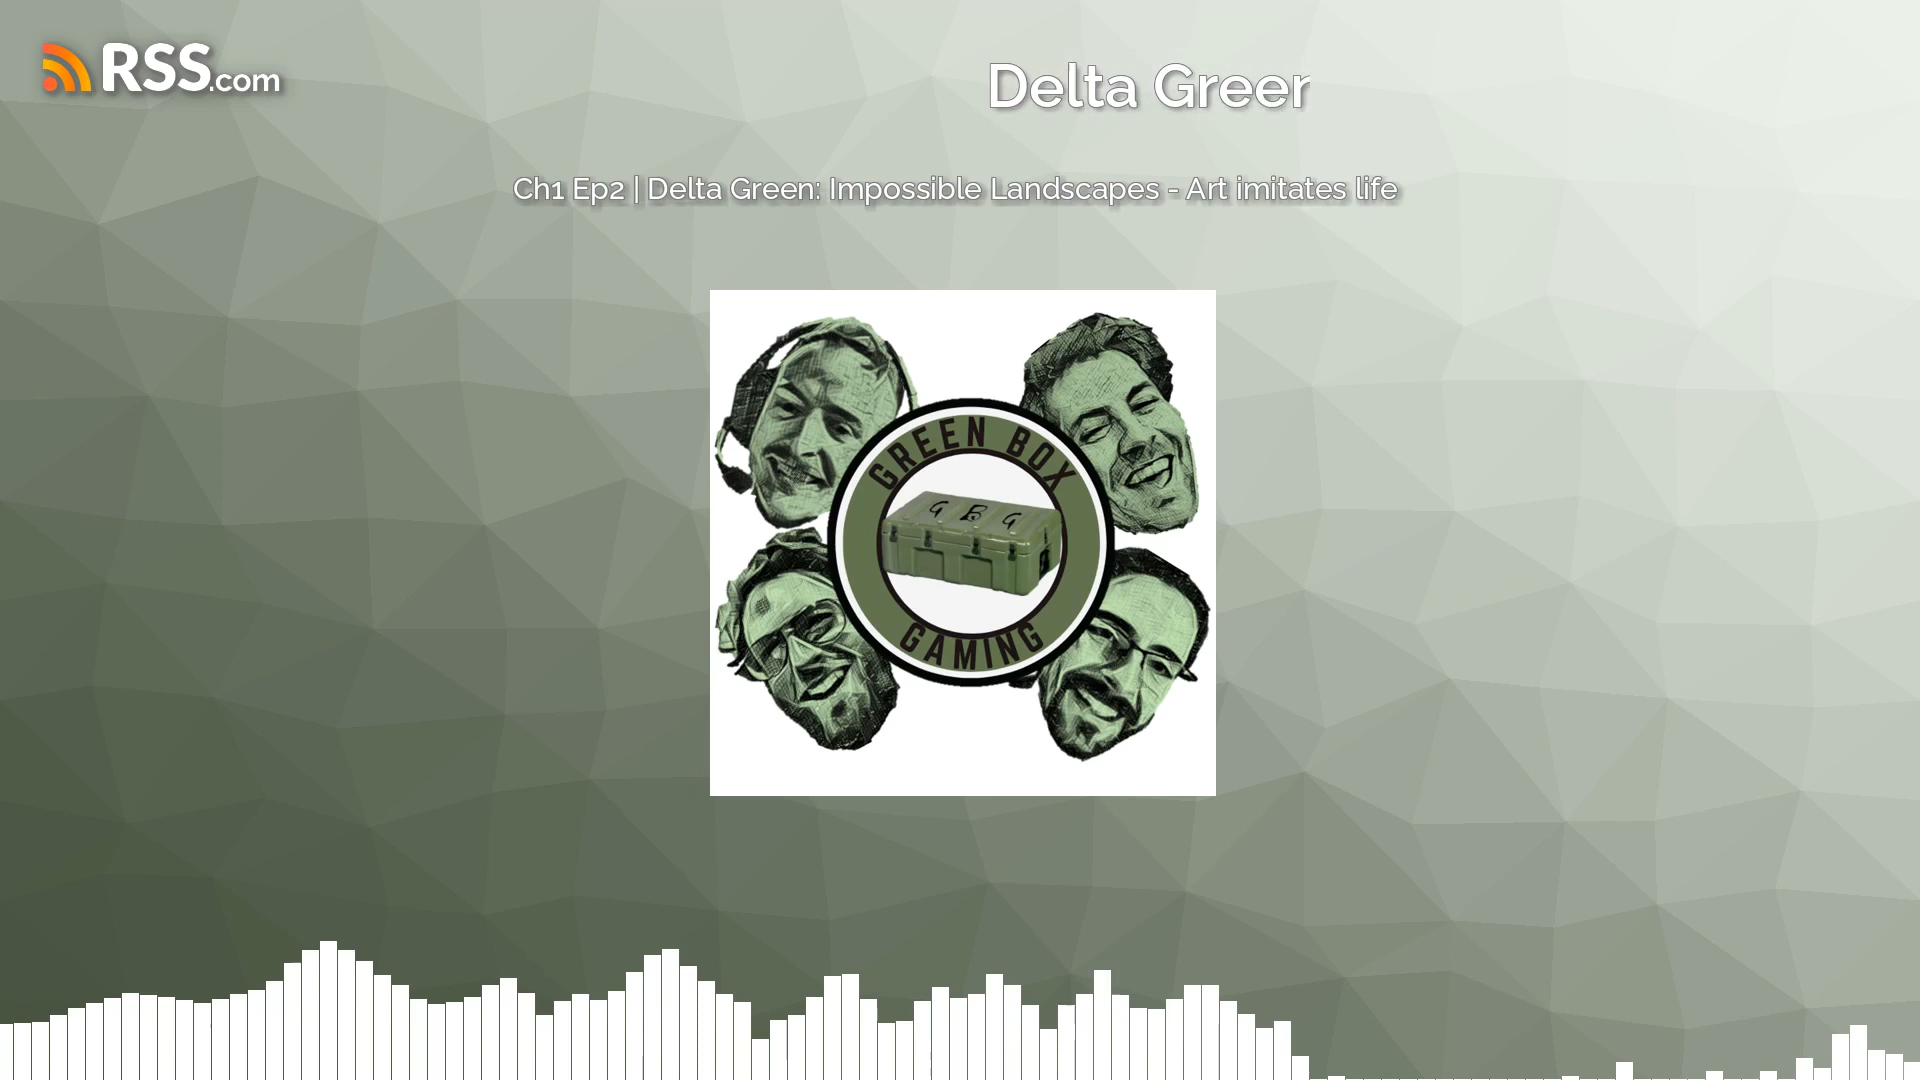 RSS.com
Delta Greer
Ch1 Ep2 | Delta Green: Impossible Landscapes - Art imitates life
GREEN BOX
G B G
GAMING